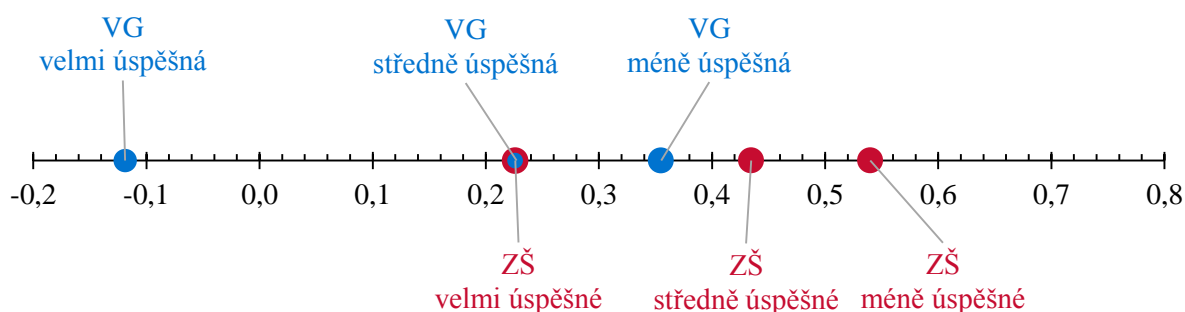 VG
velmi úspěšná
VG
středně úspěšná
VG
méně úspěšná
-0,2 -0,1 0,0 0,1 0,2 0,3 0,4 0,5 0,6 0,7 0,8
ZŠ
velmi úspěšné
ZŠ
středně úspěšné
ZŠ
méně úspěšné